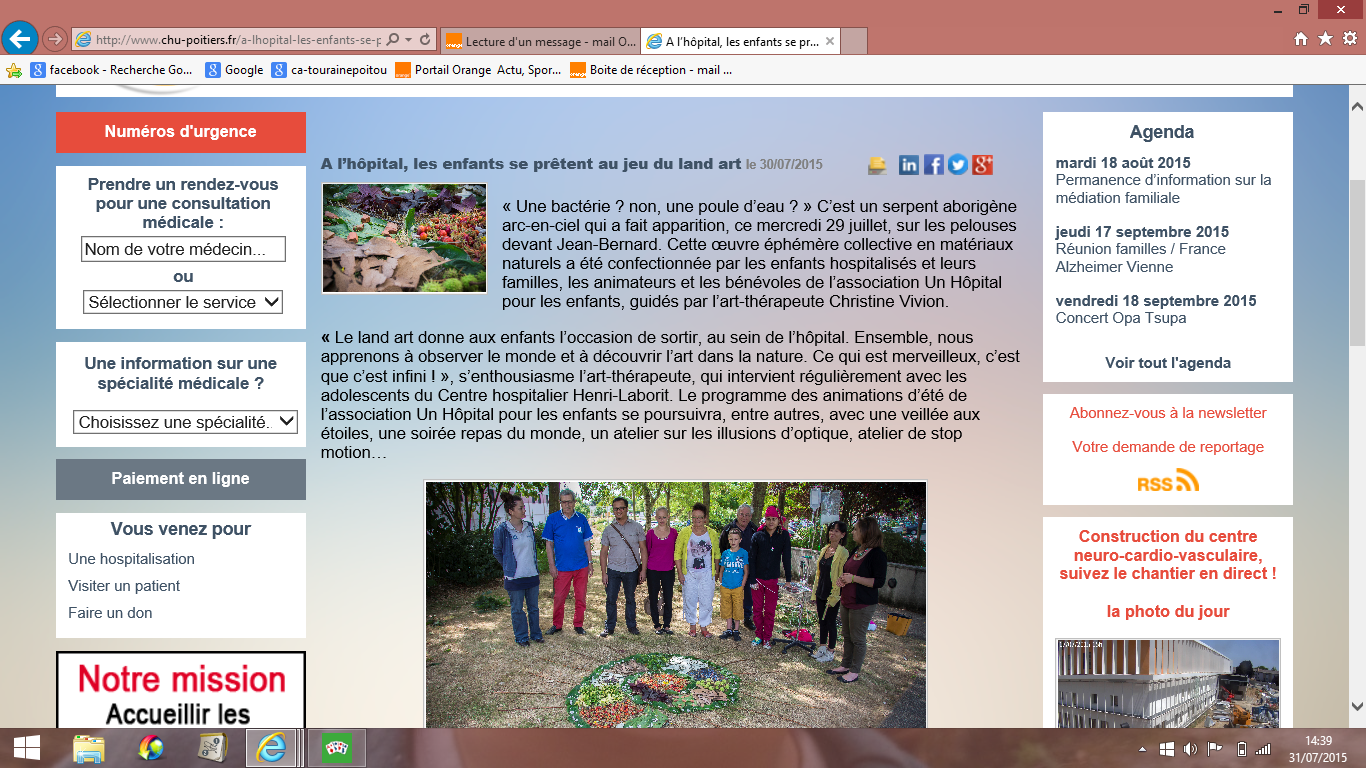 http://www.chu-poitiers.fr/a-lhopital-les-enfants-se-p
Lecture d'un message - mail O...
A l'hôpital, les enfants se pr...
facebook - Recherche Go...
Google
ca-tourainepoitou
Portail Orange Actu, Spor...
Boite de réception - mail ...
Numéros d'urgence
Prendre un rendez-vous
pour une consultation
médicale :
Nom de votre médecin...
ou
Sélectionner le service
Une information sur une
spécialité médicale ?
Choisissez une spécialité.
Paiement en ligne
Vous venez pour
Une hospitalisation
Visiter un patient
Faire un don
Notre mission
Accueillir les
A l'hôpital, les enfants se prêtent au jeu du land art le 30/07/2015
« Une bactérie ? non, une poule d'eau ? » C'est un serpent aborigène
arc-en-ciel qui a fait apparition, ce mercredi 29 juillet, sur les pelouses
devant Jean-Bernard. Cette œuvre éphémère collective en matériaux
naturels a été confectionnée par les enfants hospitalisés et leurs
familles, les animateurs et les bénévoles de l'association Un Hôpital
pour les enfants, guidés par l'art-thérapeute Christine Vivion.
« Le land art donne aux enfants l'occasion de sortir, au sein de l'hôpital. Ensemble, nous
apprenons à observer le monde et à découvrir l'art dans la nature. Ce qui est merveilleux, c'est
que c'est infini ! », s'enthousiasme l'art-thérapeute, qui intervient régulièrement avec les
adolescents du Centre hospitalier Henri-Laborit. Le programme des animations d'été de
l'association Un Hôpital pour les enfants se poursuivra, entre autres, avec une veillée aux
étoiles, une soirée repas du monde, un atelier sur les illusions d'optique, atelier de stop
motion…
Agenda
mardi 18 août 2015
Permanence d'information sur la
médiation familiale
jeudi 17 septembre 2015
Réunion familles / France
Alzheimer Vienne
vendredi 18 septembre 2015
Concert Opa Tsupa
Voir tout l'agenda
Abonnez-vous à la newsletter
Votre demande de reportage
RSS
Construction du centre
neuro-cardio-vasculaire,
suivez le chantier en direct !
la photo du jour
14:39
31/07/2015